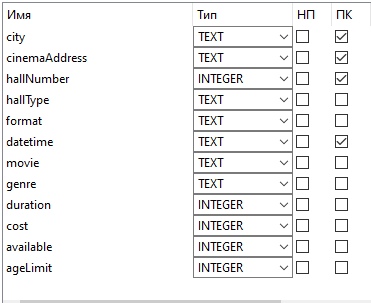 Имя Тип НП ПК
city TEXT
cinemaAddress TEXT
hallNumber INTEGER
hallType TEXT
format TEXT
datetime TEXT
movie TEXT
genre TEXT
duration INTEGER
cost INTEGER
available INTEGER
ageLimit INTEGER